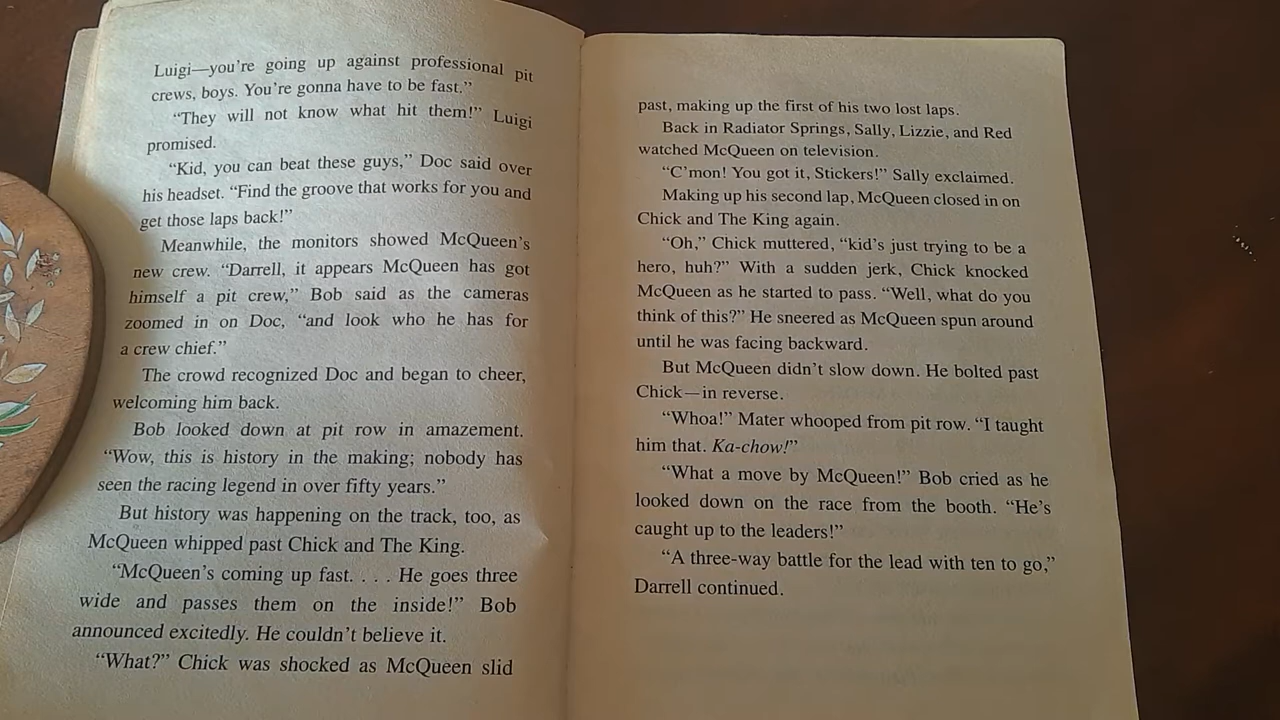 Luigi—you're going up against professional pit
crews, boys. You're gonna have to be fast.”
“They will not know what hit them!” Luigi
promised.
“Kid, you can beat these guys,” Doc said over
his headset. “Find the groove that works for you and
get those laps back!”
Meanwhile, the monitors showed McQueen's
new crew. “Darrell, it appears McQueen has got
himself a pit crew,” Bob said as the cameras
zoomed in on Doc, “and look who he has for
a crew chief.”
The crowd recognized Doc and began to cheer,
welcoming him back.
Bob looked down at pit row in amazement.
“Wow, this is history in the making; nobody has
seen the racing legend in over fifty years.”
But history was happening on the track, too, as
McQueen whipped past Chick and The King.
“McQueen's coming up fast. . . . He goes three
wide and passes them on the inside!” Bob
announced excitedly. He couldn't believe it.
“What?” Chick was shocked as McQueen slid
past, making up the first of his two lost laps.
Back in Radiator Springs, Sally, Lizzie, and Red
watched McQueen on television.
“C'mon! You got it, Stickers!” Sally exclaimed.
Making up his second lap, McQueen closed in on
Chick and The King again.
“Oh,” Chick muttered, “kid's just trying to be a
hero, huh?” With a sudden jerk, Chick knocked
McQueen as he started to pass. “Well, what do you
think of this?” He sneered as McQueen spun around
until he was facing backward.
But McQueen didn't slow down. He bolted past
Chick—in reverse.
“Whoa!” Mater whooped from pit row. “I taught
him that. Ka-chow!”
“What a move by McQueen!” Bob cried as he
looked down on the race from the booth. “He's
caught up to the leaders!”
“A three-way battle for the lead with ten to go,”
Darrell continued.